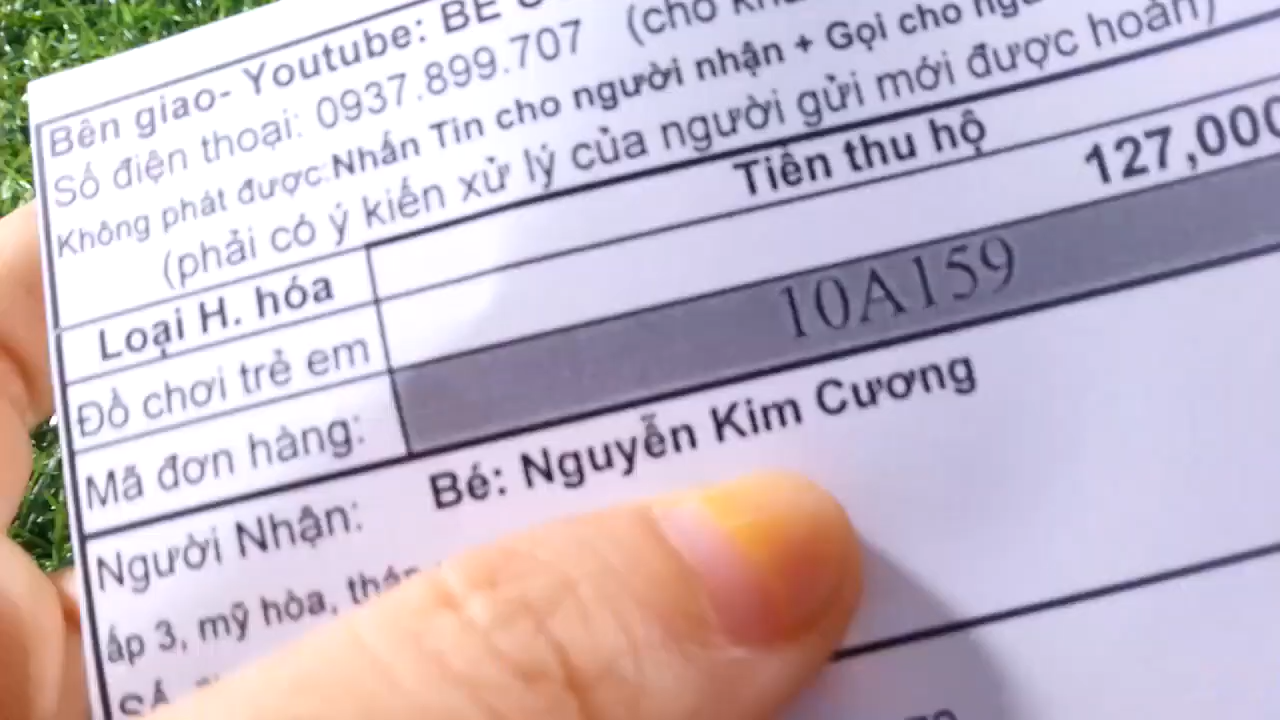 Bên giao- Youtube: BÉ
Số điện thoại: 0937.899.707 (cho
Không phát được:Nhắn Tin cho người nhận + Gọi cho
(phải có ý kiến xử lý của người gửi mới được hoàn)
Loại H. hóa Tiền thu hộ
Đồ chơi trẻ em 127,000
Mã đơn hàng: 10A159
Người Nhận: Bé: Nguyễn Kim Cương
ấp 3, mỹ hòa,